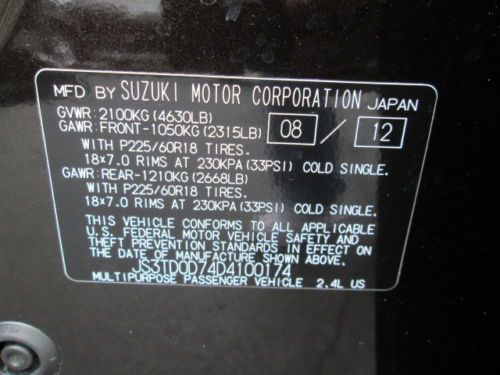 MFD BY SUZUKI MOTOR CORPORATION JAPAN
GVWR: 2100KG (4630LB)
GAWR: FRONT-1050KG (2315LB) 08 / 12
WITH P225/60R18 TIRES.
18×7.0 RIMS AT 230KPA (33PSI) COLD SINGLE.
GAWR: REAR-1210KG (2668LB)
WITH P225/60R18 TIRES.
18×7.0 RIMS AT 230KPA (33PSI) COLD SINGLE.
THIS VEHICLE CONFORMS TO ALL APPLICABLE
U.S. FEDERAL MOTOR VEHICLE SAFETY AND
THEFT PREVENTION STANDARDS IN EFFECT ON
THE DATE OF MANUFACTURE SHOWN ABOVE.
JS3TD0D74D4100174
MULTIPURPOSE PASSENGER VEHICLE 2.4L US